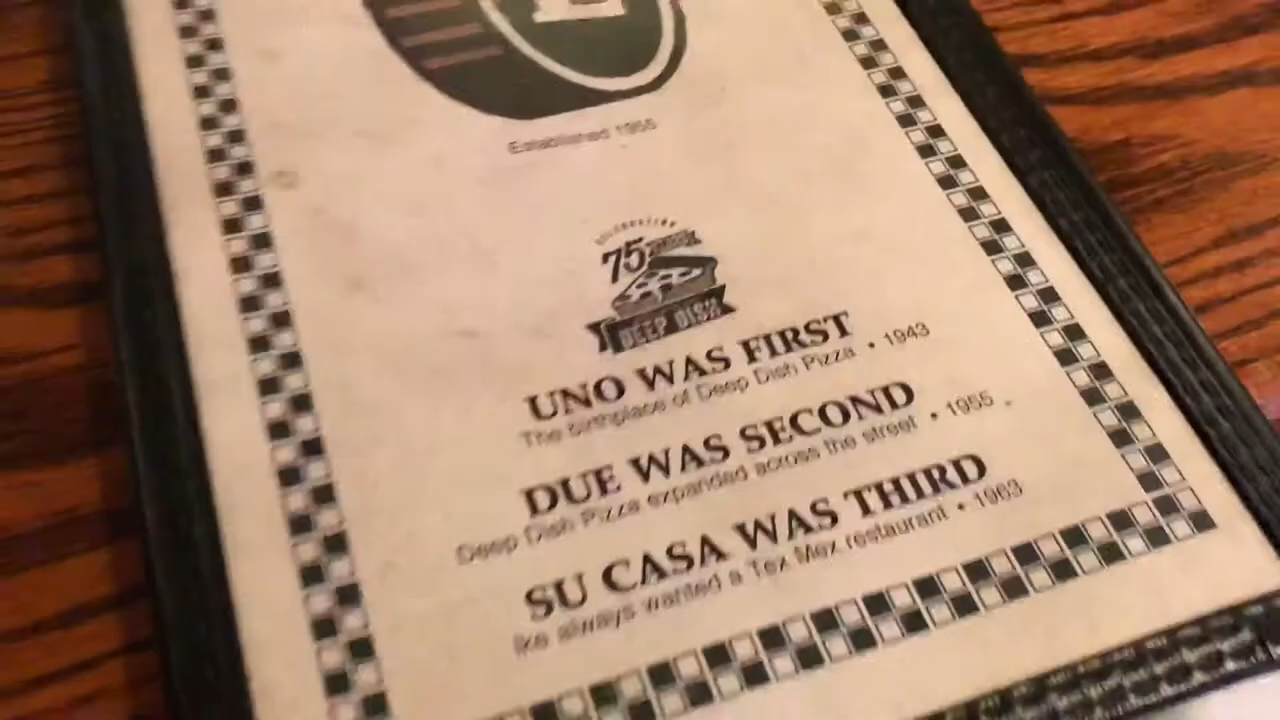 Established 1955
CELEBRATING
75
DEEP DISH
UNO WAS FIRST
The birthplace of Deep Dish Pizza • 1943
DUE WAS SECOND
Deep Dish Pizza expanded across the street • 1955
SU CASA WAS THIRD
Ike always wanted a Tex Mex restaurant • 1963